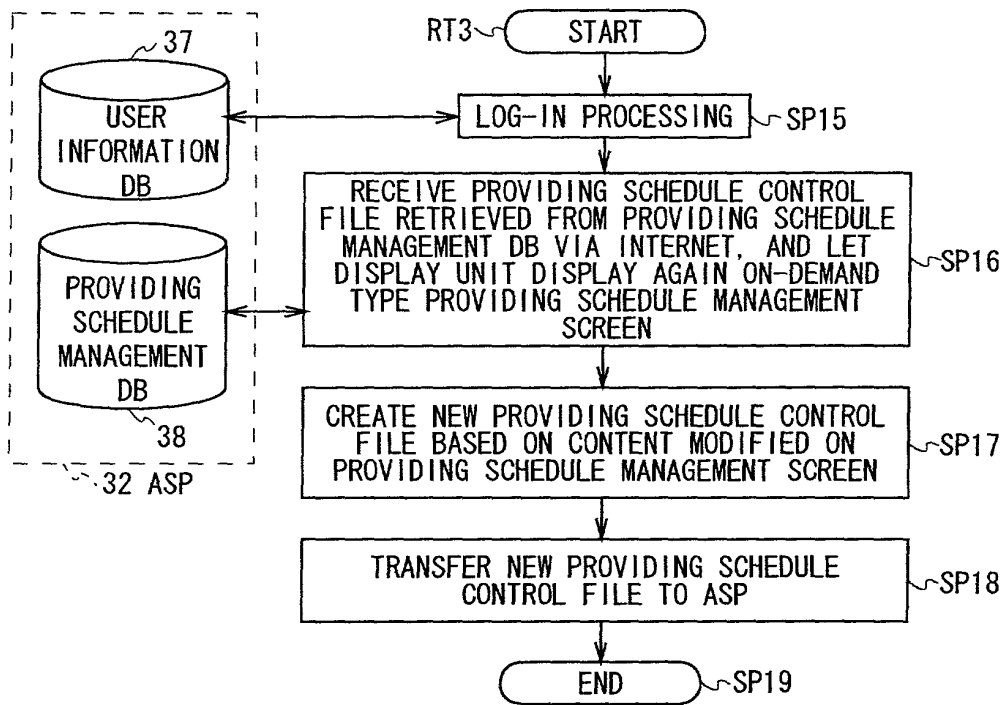 RT3
START
37
USER
INFORMATION
DB
LOG-IN PROCESSING
SP15
RECEIVE PROVIDING SCHEDULE CONTROL
FILE RETRIEVED FROM PROVIDING SCHEDULE
MANAGEMENT DB VIA INTERNET, AND LET
DISPLAY UNIT DISPLAY AGAIN ON-DEMAND
TYPE PROVIDING SCHEDULE MANAGEMENT
SCREEN
SP16
PROVIDING
SCHEDULE
MANAGEMENT
DB
38
32 ASP
CREATE NEW PROVIDING SCHEDULE CONTROL
FILE BASED ON CONTENT MODIFIED ON
PROVIDING SCHEDULE MANAGEMENT SCREEN
SP17
TRANSFER NEW PROVIDING SCHEDULE
CONTROL FILE TO ASP
SP18
END
SP19